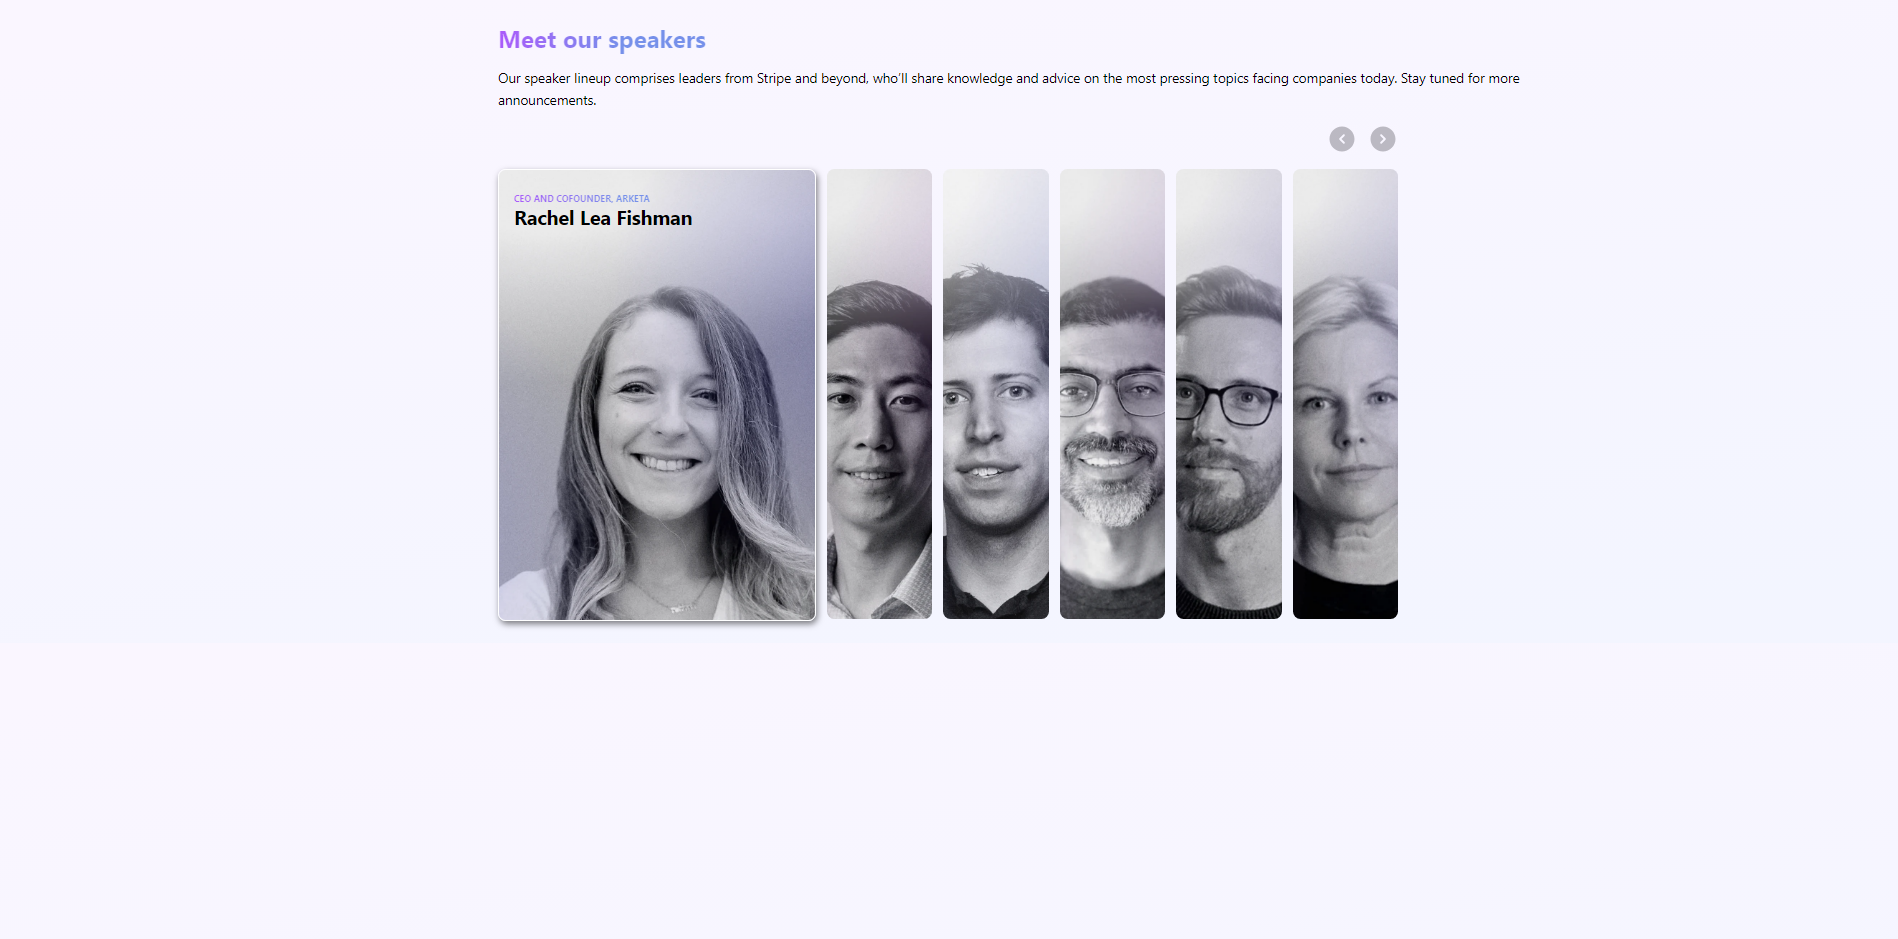 Meet our speakers
Our speaker lineup comprises leaders from Stripe and beyond, who'll share knowledge and advice on the most pressing topics facing companies today. Stay tuned for more
announcements.
CEO AND COFOUNDER, ARKETA
Rachel Lea Fishman